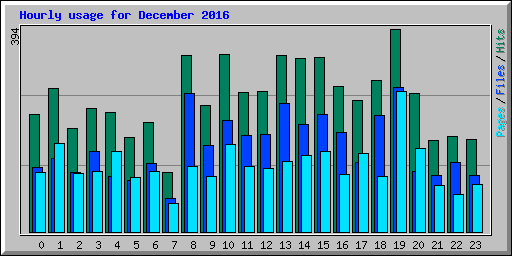 Hourly usage for December 2016
394
Pages/Files/Hits
0 1 2 3 4 5 6 7 8 9 10 11 12 13 14 15 16 17 18 19 20 21 22 23